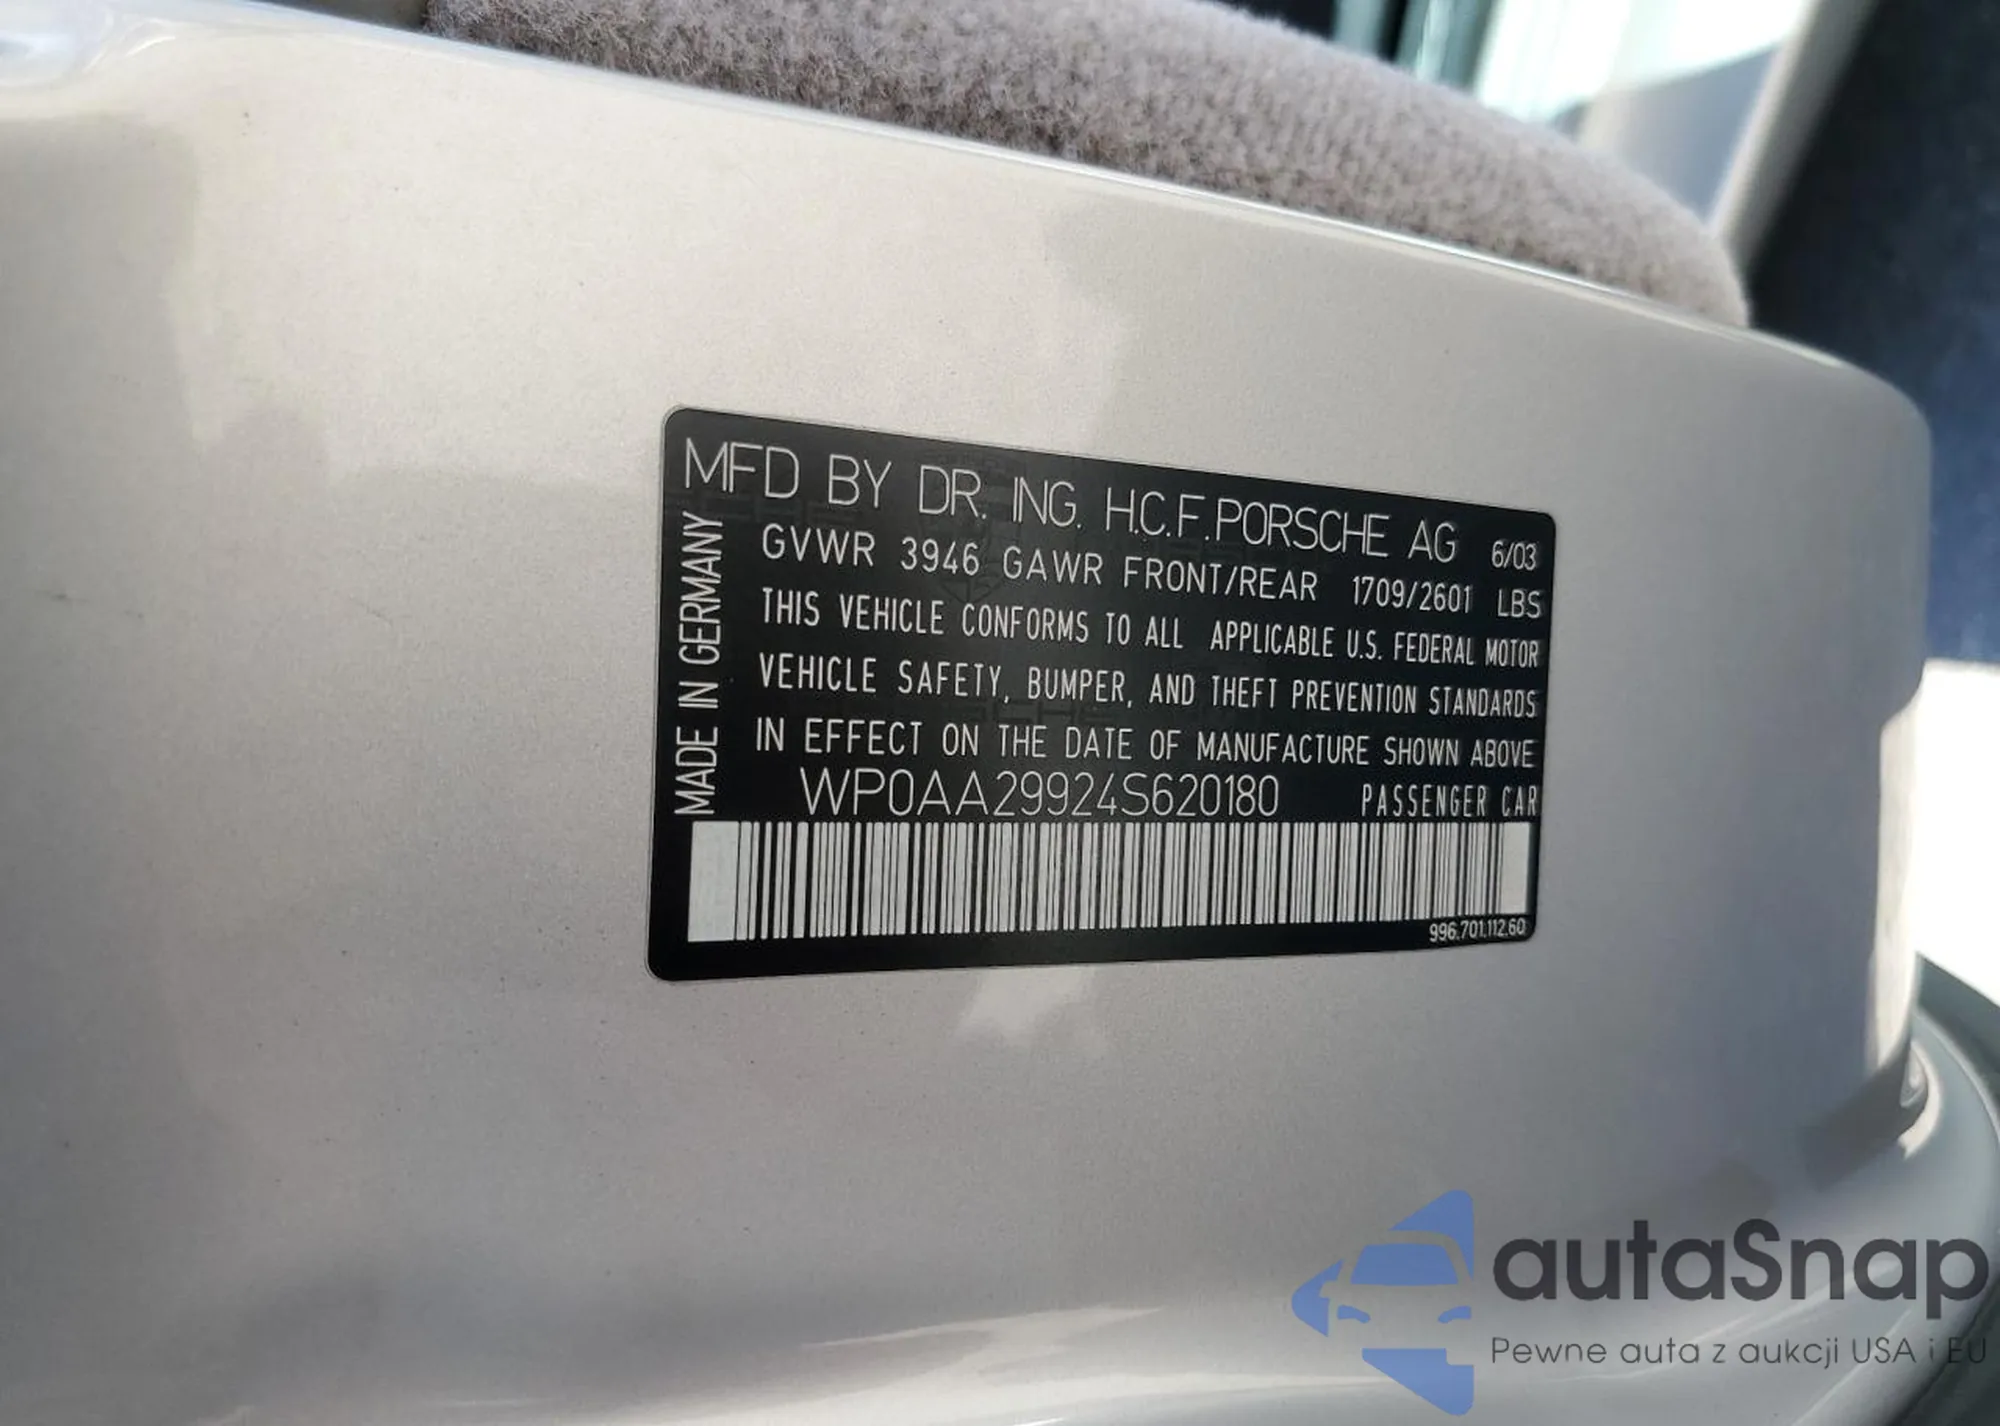 MFD BY DR. ING. H.C.F. PORSCHE AG 6/03
GVWR 3946 GAWR FRONT/REAR 1709/2601 LBS
THIS VEHICLE CONFORMS TO ALL APPLICABLE U.S. FEDERAL MOTOR
VEHICLE SAFETY, BUMPER, AND THEFT PREVENTION STANDARDS
IN EFFECT ON THE DATE OF MANUFACTURE SHOWN ABOVE
WP0AA29924S620180 PASSENGER CAR
996.701.112.60
MADE IN GERMANY
autaSnap
Pewne auta z aukcji USA i EU